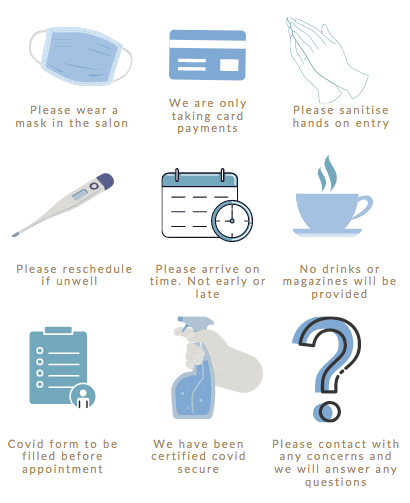 Please wear a
mask in the salon
We are only
taking card
payments
Please sanitise
hands on entry
Please reschedule
if unwell
Please arrive on
time. Not early or
late
No drinks or
magazines will be
provided
Covid form to be
filled before
appointment
We have been
certified covid
secure
Please contact with
any concerns and
we will answer any
questions